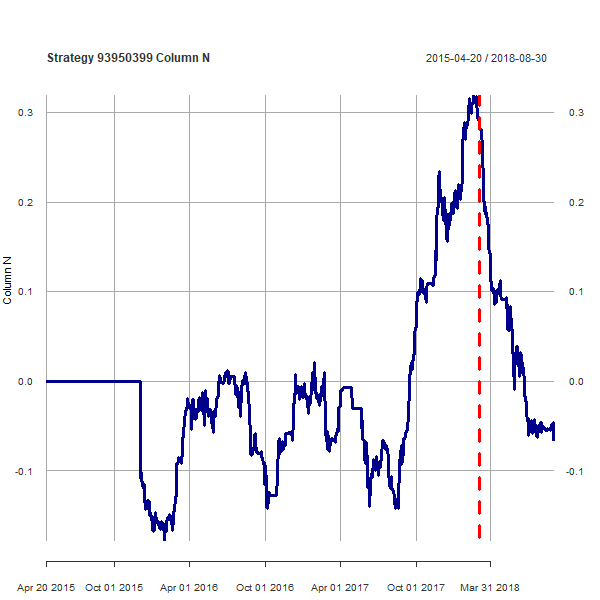 Strategy 93950399 Column N 2015-04-20 / 2018-08-30
0.3 0.3
0.2 0.2
0.1 0.1
0.0 0.0
-0.1 -0.1
Column N
Apr 20 2015 Oct 01 2015 Apr 01 2016 Oct 01 2016 Apr 01 2017 Oct 01 2017 Mar 31 2018